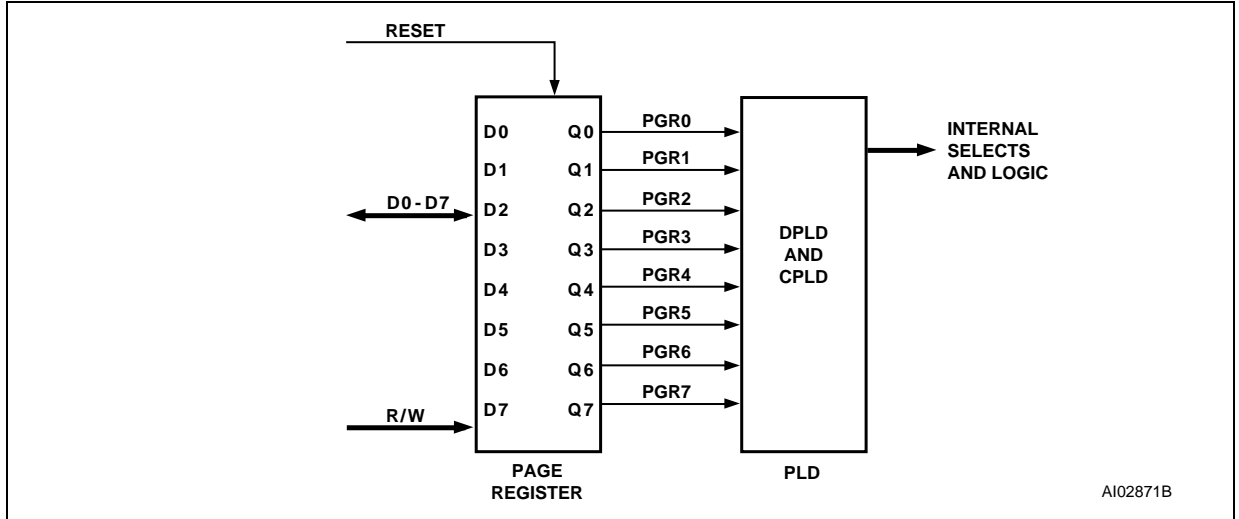 RESET
D0-D7
R/W
D0 Q0
D1 Q1
D2 Q2
D3 Q3
D4 Q4
D5 Q5
D6 Q6
D7 Q7
PAGE
REGISTER
PGR0
PGR1
PGR2
PGR3
PGR4
PGR5
PGR6
PGR7
DPLD
AND
CPLD
PLD
INTERNAL
SELECTS
AND LOGIC
AI02871B